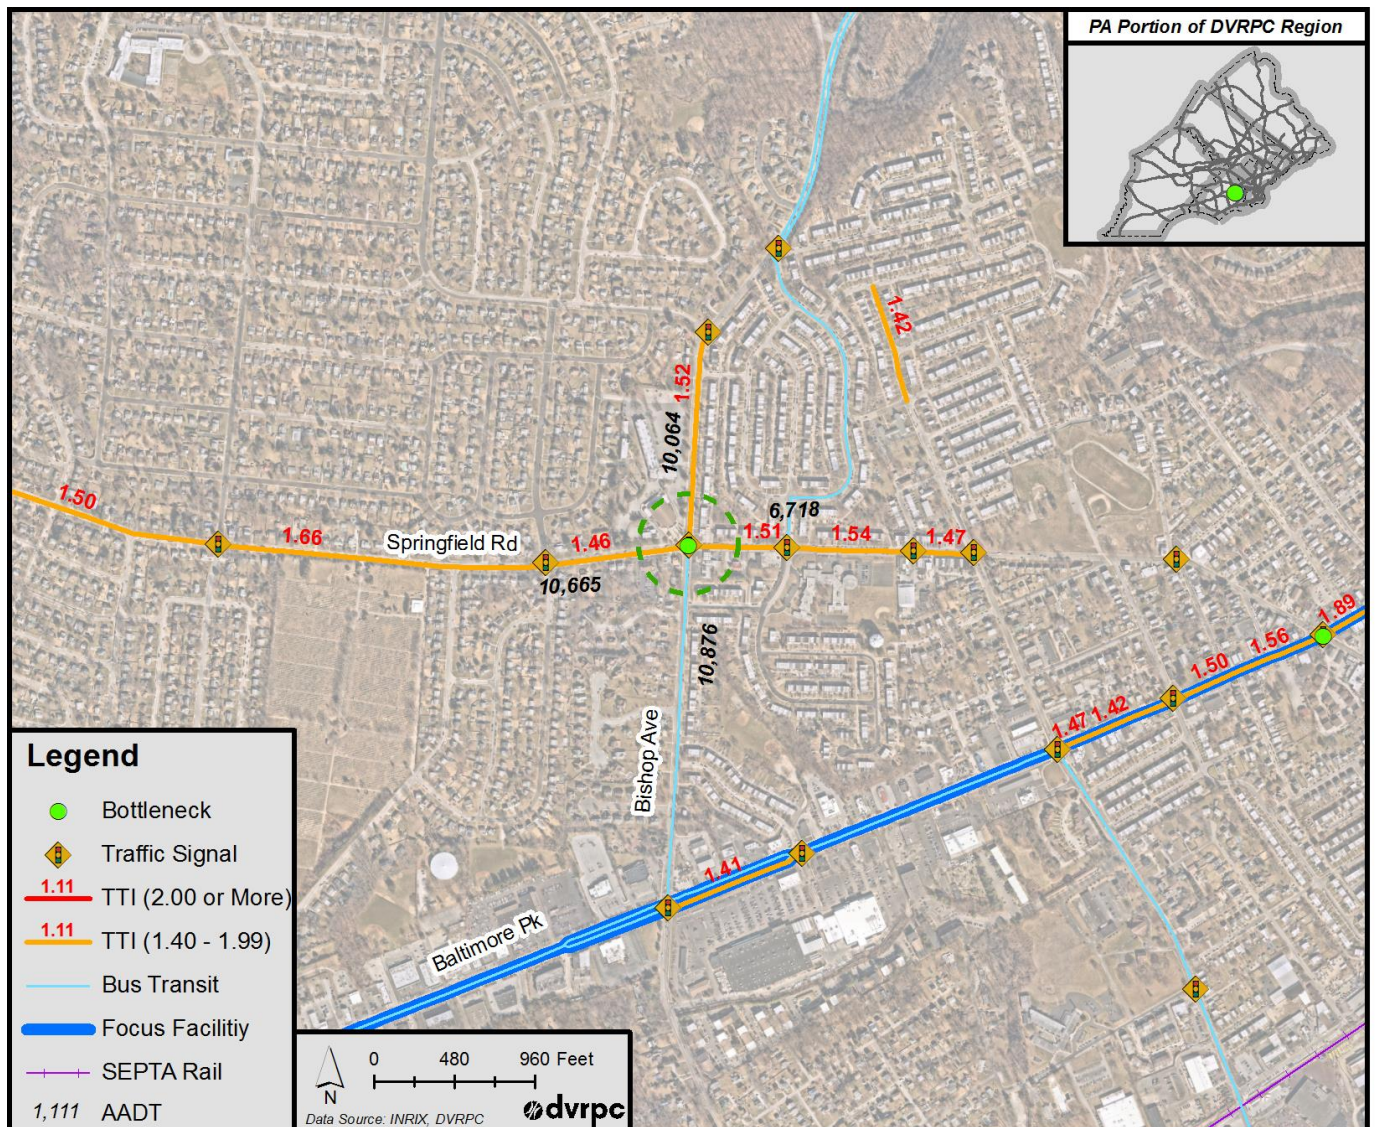 PA Portion of DVRPC Region
1.42
1.52
10,064
1.50
1.66
Springfield Rd
1.46
10,665
6,718
1.51
1.54
1.47
10,876
Bishop Ave
1.89
1.56
1.50
1.42
1.47
1.41
Baltimore Pk
Legend
Bottleneck
Traffic Signal
1.11 TTI (2.00 or More)
1.11 TTI (1.40 - 1.99)
Bus Transit
Focus Facilitiy
SEPTA Rail
1,111 AADT
0 480 960 Feet
N
Data Source: INRIX, DVRPC
dvrpc